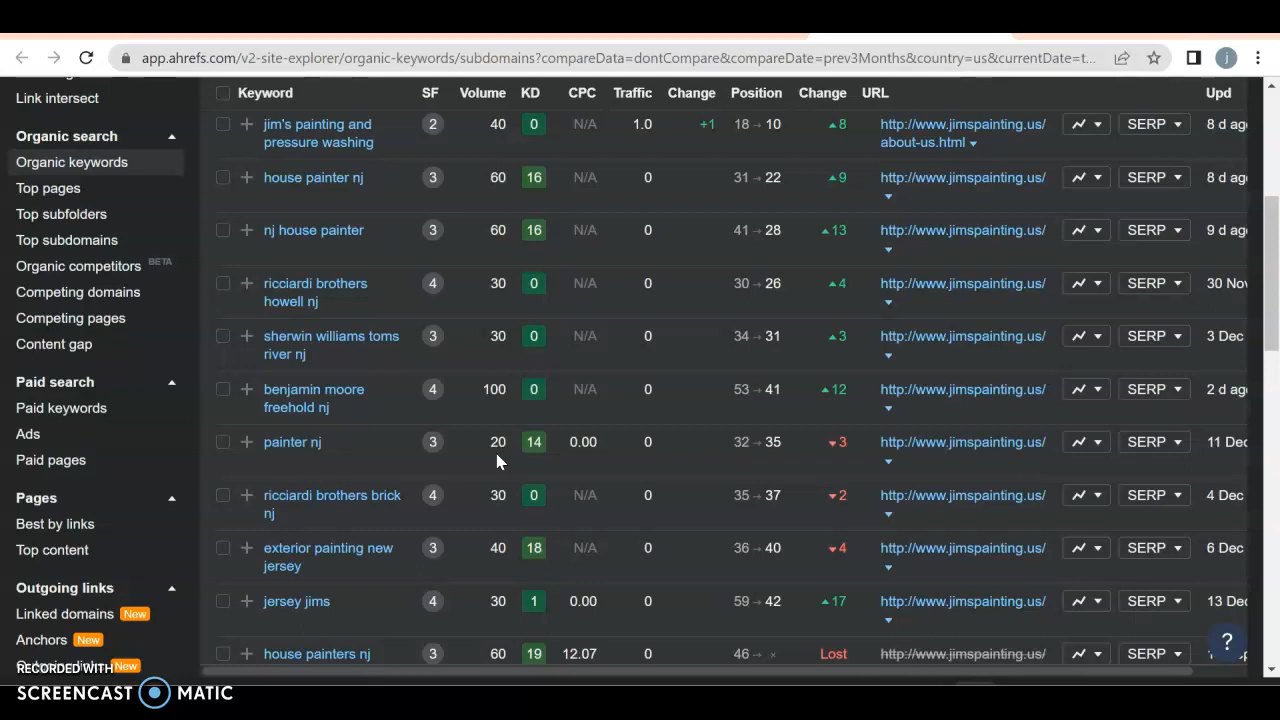 app.ahrefs.com/v2-site-explorer/organic-keywords/subdomains?compareData=dontCompare&compareDate=prev3Months&country=us&currentDate=t...
j
Link intersect
Organic search
Organic keywords
Top pages
Top subfolders
Top subdomains
Organic competitors BETA
Competing domains
Competing pages
Content gap
Paid search
Paid keywords
Ads
Paid pages
Pages
Best by links
Top content
Outgoing links
Linked domains New
Anchors New
New
Keyword SF Volume KD CPC Traffic Change Position Change URL Upd
jim's painting and 2 40 0 N/A 1.0 +1 18 → 10 8 http://www.jimspainting.us/ SERP 8 d ago
pressure washing about-us.html
house painter nj 3 60 16 N/A 0 31 → 22 9 http://www.jimspainting.us/ SERP 8 d ago
nj house painter 3 60 16 N/A 0 41 → 28 13 http://www.jimspainting.us/ SERP 9 d ago
ricciardi brothers 4 30 0 N/A 0 30 → 26 4 http://www.jimspainting.us/ SERP 30 Nov
howell nj
sherwin williams toms 3 30 0 N/A 0 34 → 31 3 http://www.jimspainting.us/ SERP 3 Dec
river nj
benjamin moore 4 100 0 N/A 0 53 → 41 12 http://www.jimspainting.us/ SERP 2 d ago
freehold nj
painter nj 3 20 14 0.00 0 32 → 35 3 http://www.jimspainting.us/ SERP 11 Dec
ricciardi brothers brick 4 30 0 N/A 0 35 → 37 2 http://www.jimspainting.us/ SERP 4 Dec
nj
exterior painting new 3 40 18 N/A 0 36 → 40 4 http://www.jimspainting.us/ SERP 6 Dec
jersey
jersey jims 4 30 1 0.00 0 59 → 42 17 http://www.jimspainting.us/ SERP 13 Dec
house painters nj 3 60 19 12.07 0 46 → × Lost http://www.jimspainting.us/ SERP
?
RECORDED WITH
SCREENCAST MATIC